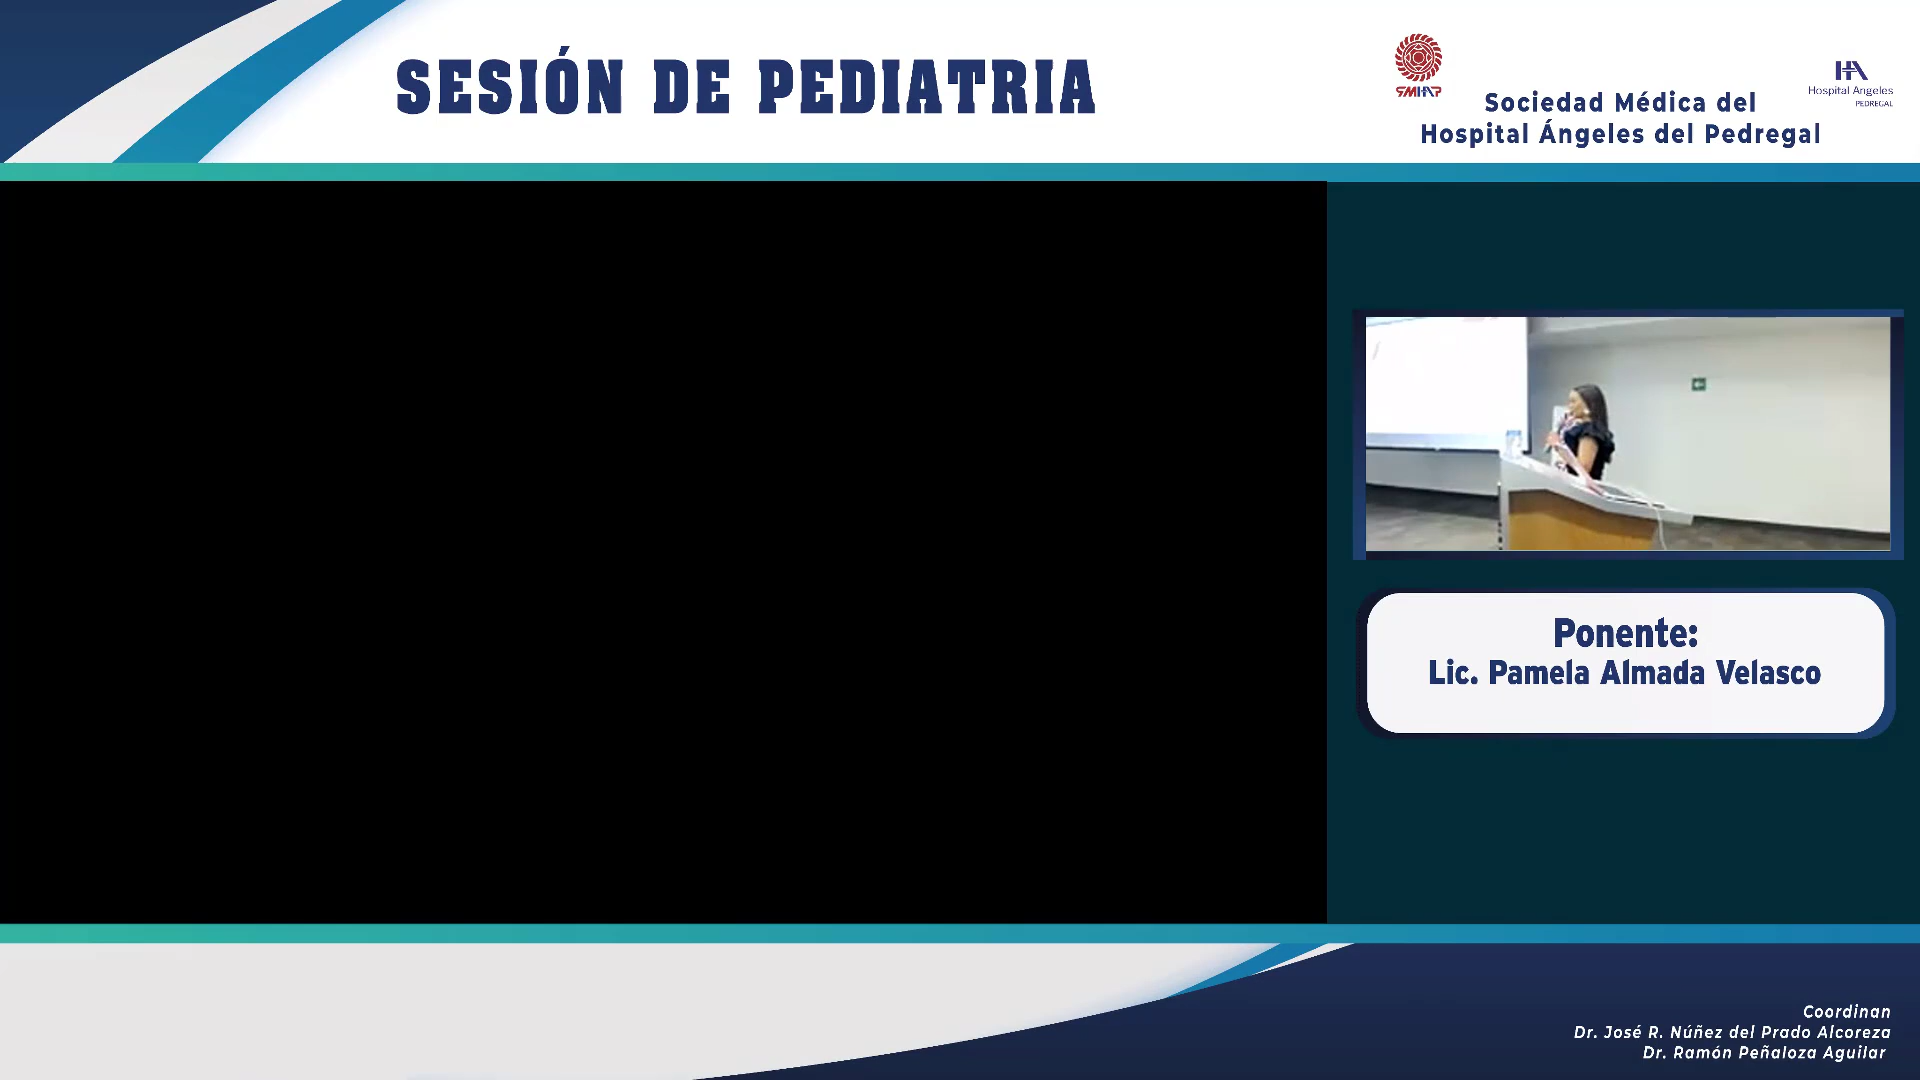 SESIÓN DE PEDIATRIA
SMHAP
Sociedad Médica del
Hospital Ángeles del Pedregal
HA
Hospital Angeles
PEDREGAL
Ponente:
Lic. Pamela Almada Velasco
Coordinan
Dr. José R. Núñez del Prado Alcoreza
Dr. Ramón Peñaloza Aguilar